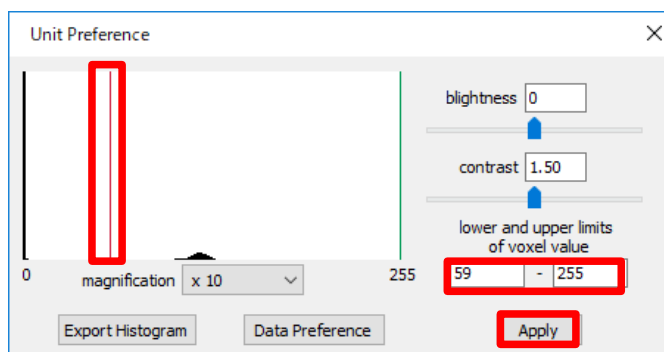 Unit Preference
blightness 0
contrast 1.50
lower and upper limits
of voxel value
59 - 255
0 magnification x 10 255
Export Histogram Data Preference Apply